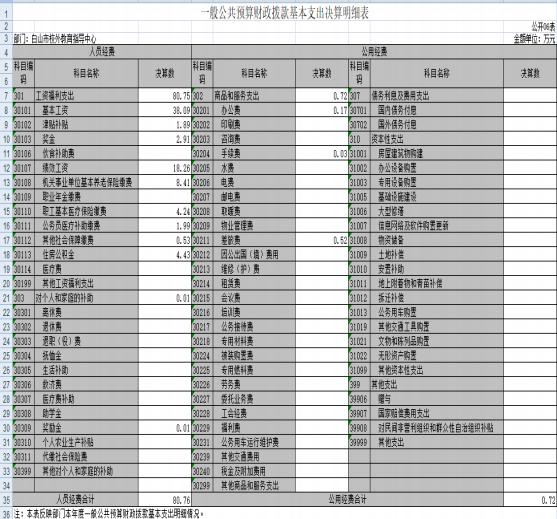 一般公共预算财政拨款基本支出决算明细表
公开06表
部门：白山市校外教育指导中心 金额单位：万元
人员经费 公用经费
科目编码 科目名称 决算数 科目编码 科目名称 决算数 科目编码 科目名称 决算数
301 工资福利支出 80.75 302 商品和服务支出 0.72 307 债务利息及费用支出
30101 基本工资 38.09 30201 办公费 0.17 30701 国内债务付息
30102 津贴补贴 1.89 30202 印刷费 30702 国外债务付息
30103 奖金 2.91 30203 咨询费 310 资本性支出
30106 伙食补助费 30204 手续费 0.03 31001 房屋建筑物购建
30107 绩效工资 18.26 30205 水费 31002 办公设备购置
30108 机关事业单位基本养老保险缴费 8.41 30206 电费 31003 专用设备购置
30109 职业年金缴费 30207 邮电费 31005 基础设施建设
30110 职工基本医疗保险缴费 4.24 30208 取暖费 31006 大型修缮
30111 公务员医疗补助缴费 1.99 30209 物业管理费 31007 信息网络及软件购置更新
30112 其他社会保障缴费 0.53 30211 差旅费 0.52 31008 物资储备
30113 住房公积金 4.43 30212 因公出国（境）费用 31009 土地补偿
30114 医疗费 30213 维修（护）费 31010 安置补助
30199 其他工资福利支出 30214 租赁费 31011 地上附着物和青苗补偿
303 对个人和家庭的补助 0.01 30215 会议费 31012 拆迁补偿
30301 离休费 30216 培训费 31013 公务用车购置
30302 退休费 30217 公务接待费 31019 其他交通工具购置
30303 退职（役）费 30218 专用材料费 31021 文物和陈列品购置
30304 抚恤金 30224 被装购置费 31022 无形资产购置
30305 生活补助 30225 专用燃料费 31099 其他资本性支出
30306 救济费 30226 劳务费 399 其他支出
30307 医疗费补助 30227 委托业务费 39906 赠与
30308 助学金 30228 工会经费 39907 国家赔偿费用支出
30309 奖励金 0.01 30229 福利费 39908 对民间非营利组织和群众性自治组织补贴
30310 个人农业生产补贴 30231 公务用车运行维护费 39999 其他支出
30311 代缴社会保险费 30239 其他交通费用
30399 其他对个人和家庭的补助 30240 税金及附加费用
30299 其他商品和服务支出
人员经费合计 80.76 公用经费合计 0.72
注：本表反映部门本年度一般公共预算财政拨款基本支出明细情况。